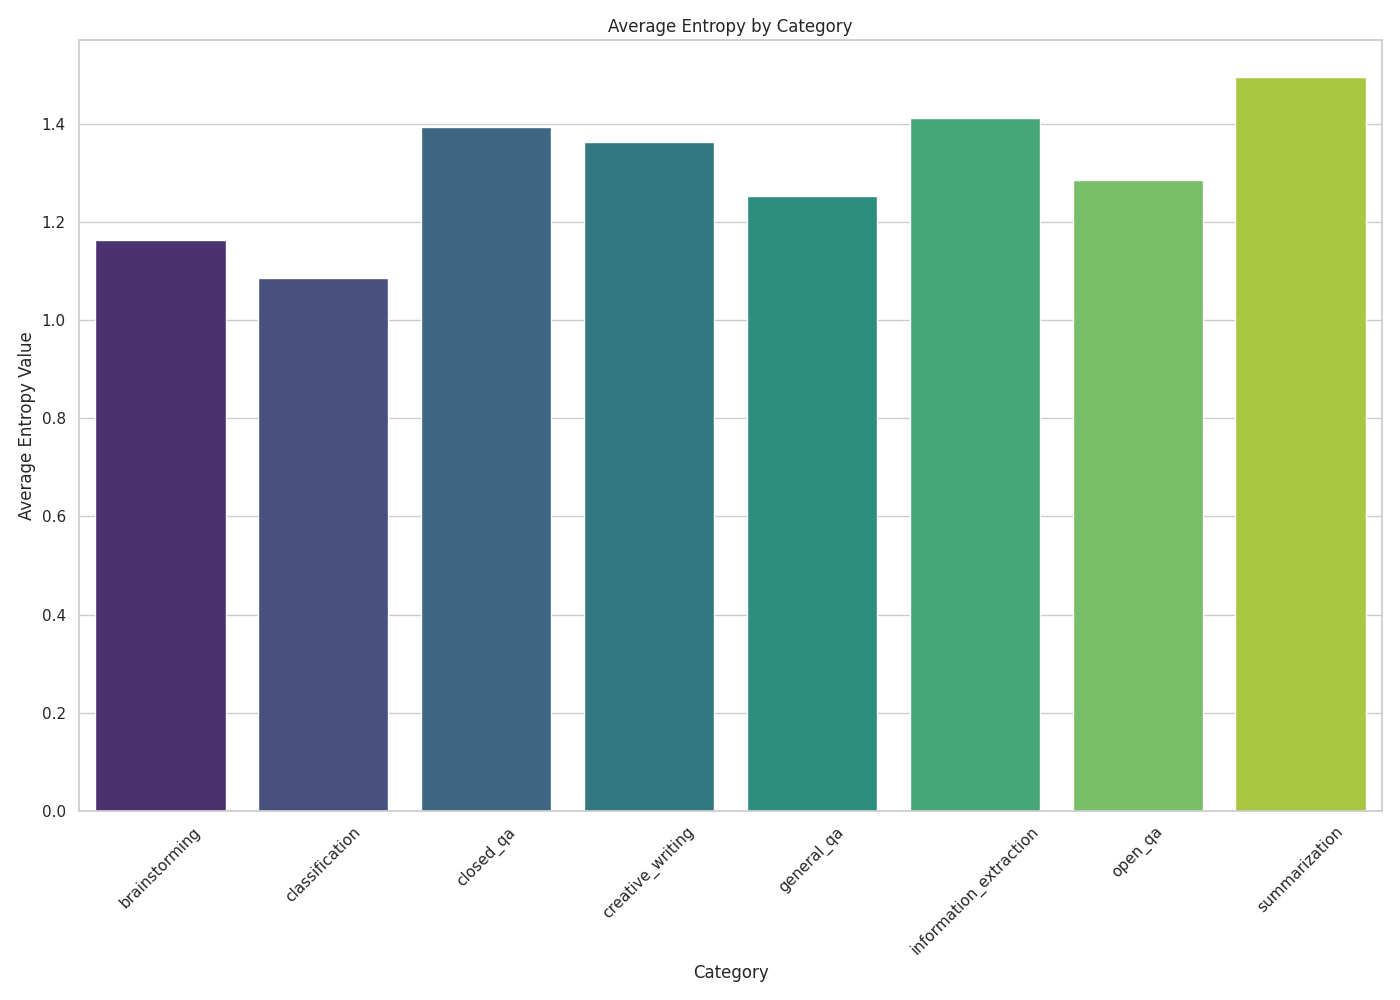 Average Entropy by Category
Average Entropy Value
1.4
1.2
1.0
0.8
0.6
0.4
0.2
0.0
brainstorming
classification
closed_qa
creative_writing
general_qa
information_extraction
open_qa
summarization
Category